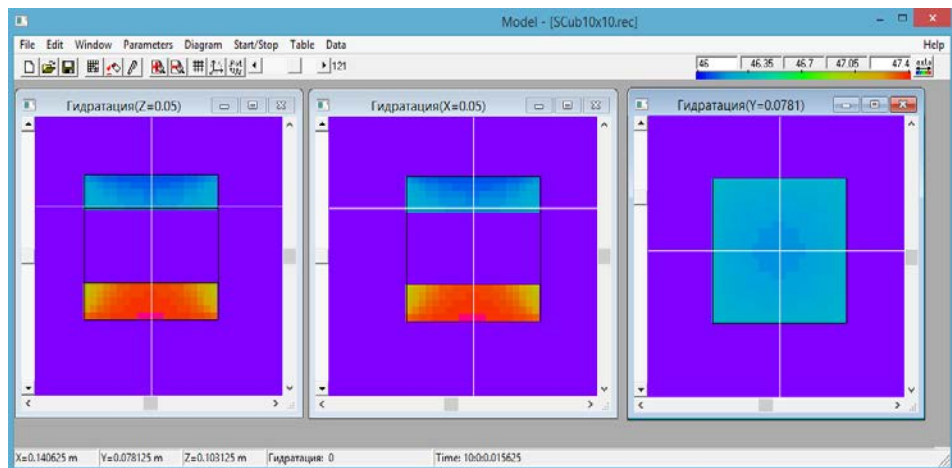 Model - [SCub10x10.rec]
File Edit Window Parameters Diagram Start/Stop Table Data Help
121
46 46.35 46.7 47.05 47.4
Гидратация(Z=0.05) Гидратация(X=0.05) Гидратация(Y=0.0781)
X=0.140625 m Y=0.078125 m Z=0.103125 m Гидратация: 0 Time: 10:0:0.015625